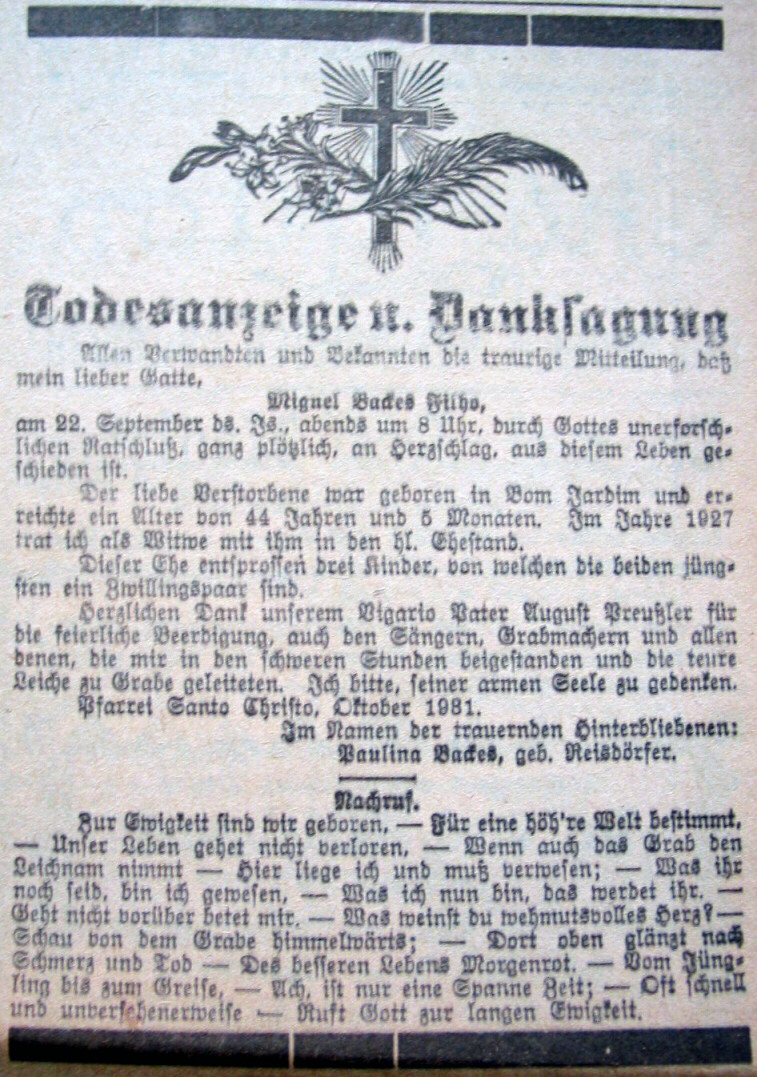 Todesanzeige u. Danksagung
Allen Verwandten und Bekannten die traurige Mitteilung, daß
mein lieber Gatte,
Miguel Backes Filho,
am 22. September ds. Js., abends um 8 Uhr, durch Gottes unerforsch-
lichen Ratschluß, ganz plötzlich, an Herzschlag, aus diesem Leben ge-
schieden ist.
Der liebe Verstorbene war geboren in Bom Jardim und er-
reichte ein Alter von 44 Jahren und 5 Monaten. Im Jahre 1927
trat ich als Witwe mit ihm in den hl. Ehestand.
Dieser Ehe entsprossen drei Kinder, von welchen die beiden jüng-
sten ein Zwillingspaar sind.
Herzlichen Dank unserem Vigario Pater August Preußler für
die feierliche Beerdigung, auch den Sängern, Grabmachern und allen
denen, die mir in den schweren Stunden beigestanden und die teure
Leiche zu Grabe geleiteten. Ich bitte, seiner armen Seele zu gedenken.
Pfarrei Santo Christo, Oktober 1931.
Im Namen der trauernden Hinterbliebenen:
Paulina Backes, geb. Reisdörfer.
Nachruf.
Zur Ewigkeit sind wir geboren, — Für eine höh're Welt bestimmt,
— Unser Leben gehet nicht verloren, — Wenn auch das Grab den
Leichnam nimmt — Hier liege ich und muß verwesen; — Was ihr
noch seid, bin ich gewesen, — Was ich nun bin, das werdet ihr. —
Geht nicht vorüber betet mir. — Was weinst du wehmutsvolles Herz? —
Schau von dem Grabe himmelwärts; — Dort oben glänzt nach
Schmerz und Tod — Des besseren Lebens Morgenrot. — Vom Jüng-
ling bis zum Greise, — Ach, ist nur eine Spanne Zeit; — Oft schnell
und unversehenerweise — Ruft Gott zur langen Ewigkeit.